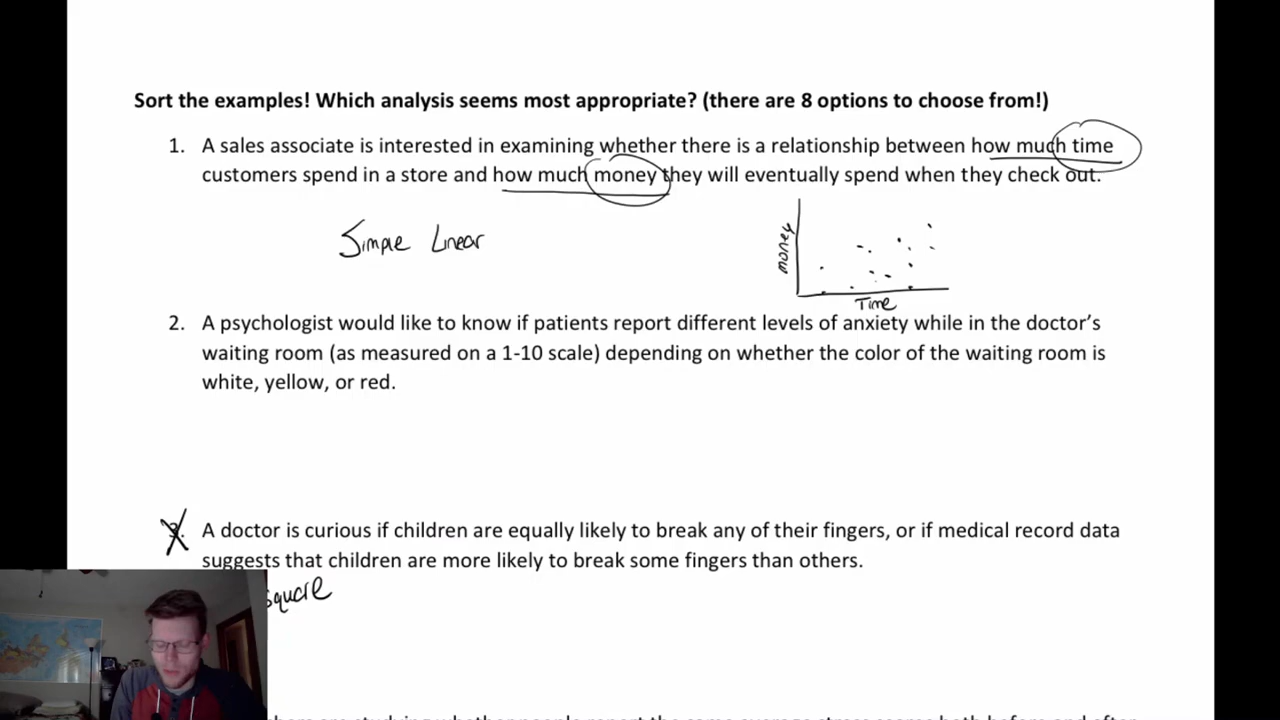 Sort the examples! Which analysis seems most appropriate? (there are 8 options to choose from!)
1. A sales associate is interested in examining whether there is a relationship between how much time
customers spend in a store and how much money they will eventually spend when they check out.
Simple Linear
money
Time
2. A psychologist would like to know if patients report different levels of anxiety while in the doctor's
waiting room (as measured on a 1-10 scale) depending on whether the color of the waiting room is
white, yellow, or red.
A doctor is curious if children are equally likely to break any of their fingers, or if medical record data
suggests that children are more likely to break some fingers than others.
square